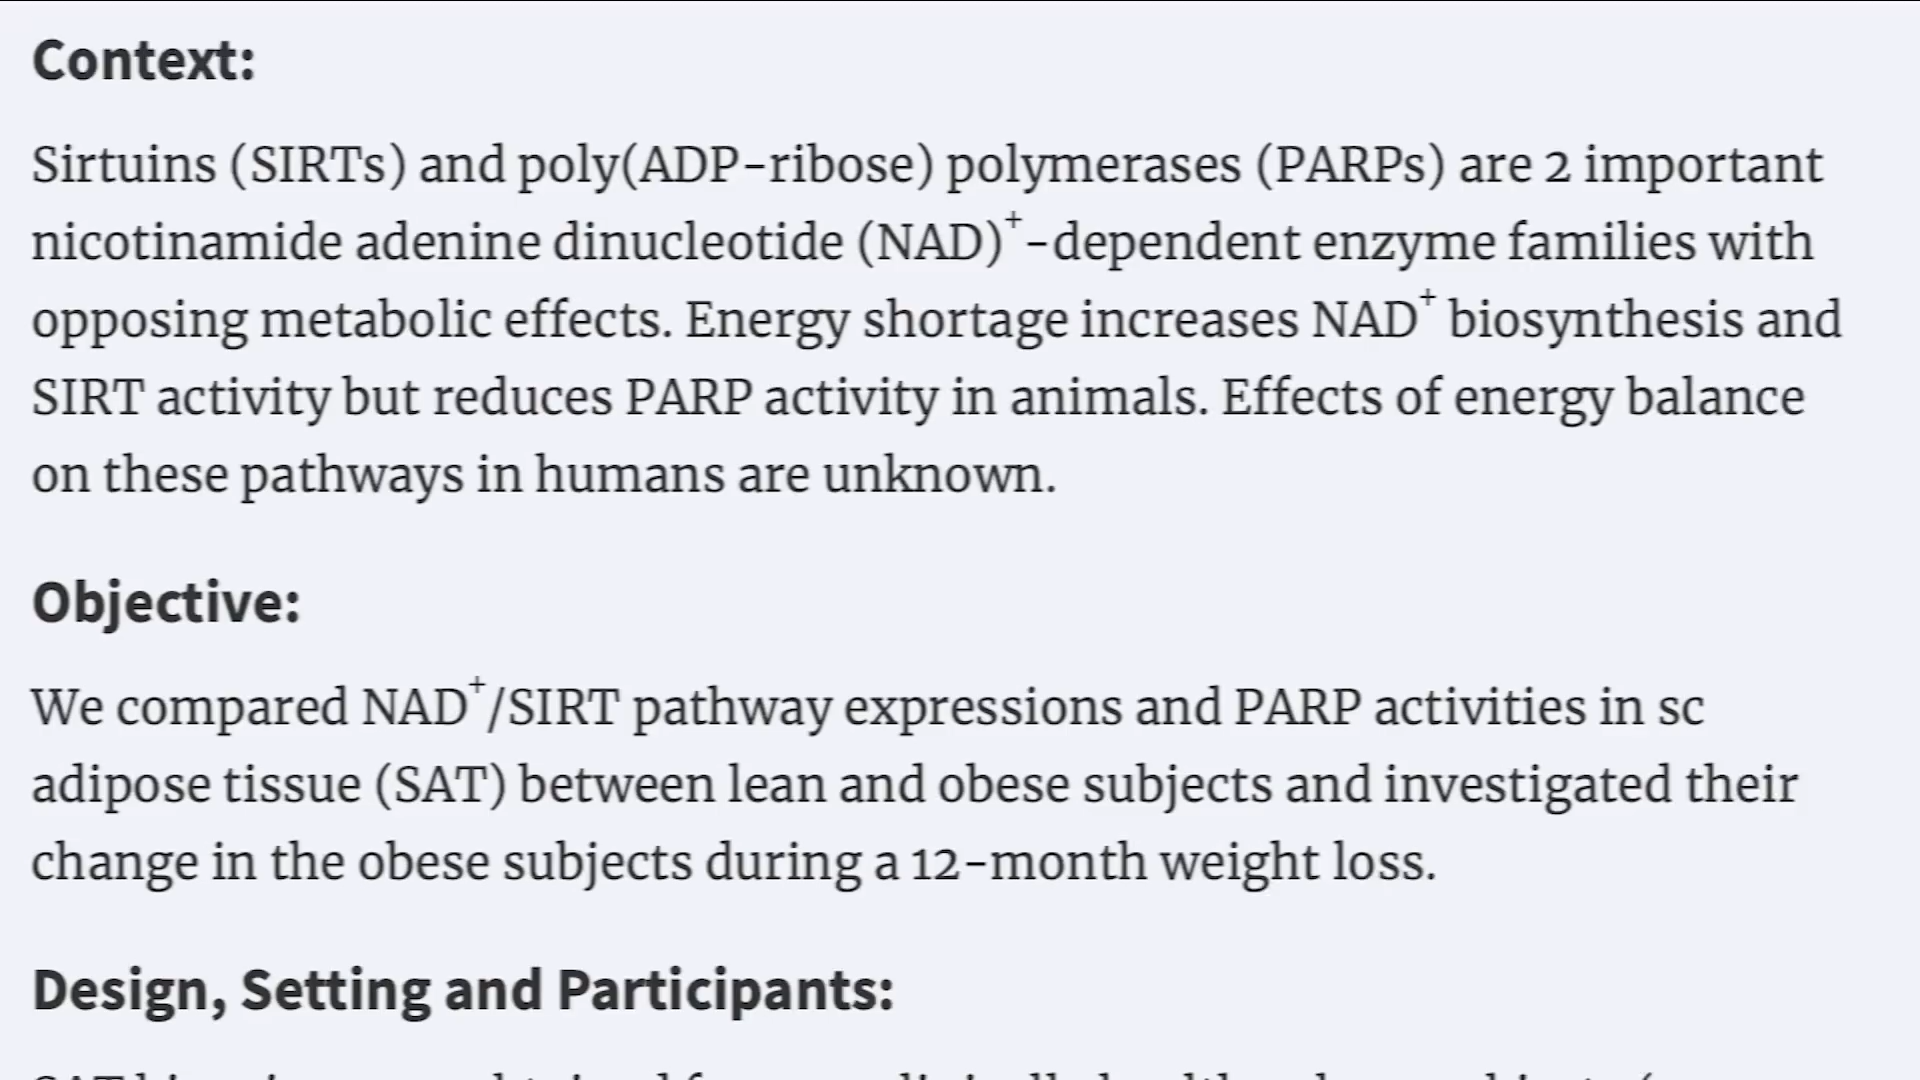 Context:
Sirtuins (SIRTs) and poly(ADP-ribose) polymerases (PARPs) are 2 important
nicotinamide adenine dinucleotide (NAD)⁺-dependent enzyme families with
opposing metabolic effects. Energy shortage increases NAD⁺ biosynthesis and
SIRT activity but reduces PARP activity in animals. Effects of energy balance
on these pathways in humans are unknown.
Objective:
We compared NAD⁺/SIRT pathway expressions and PARP activities in sc
adipose tissue (SAT) between lean and obese subjects and investigated their
change in the obese subjects during a 12-month weight loss.
Design, Setting and Participants: